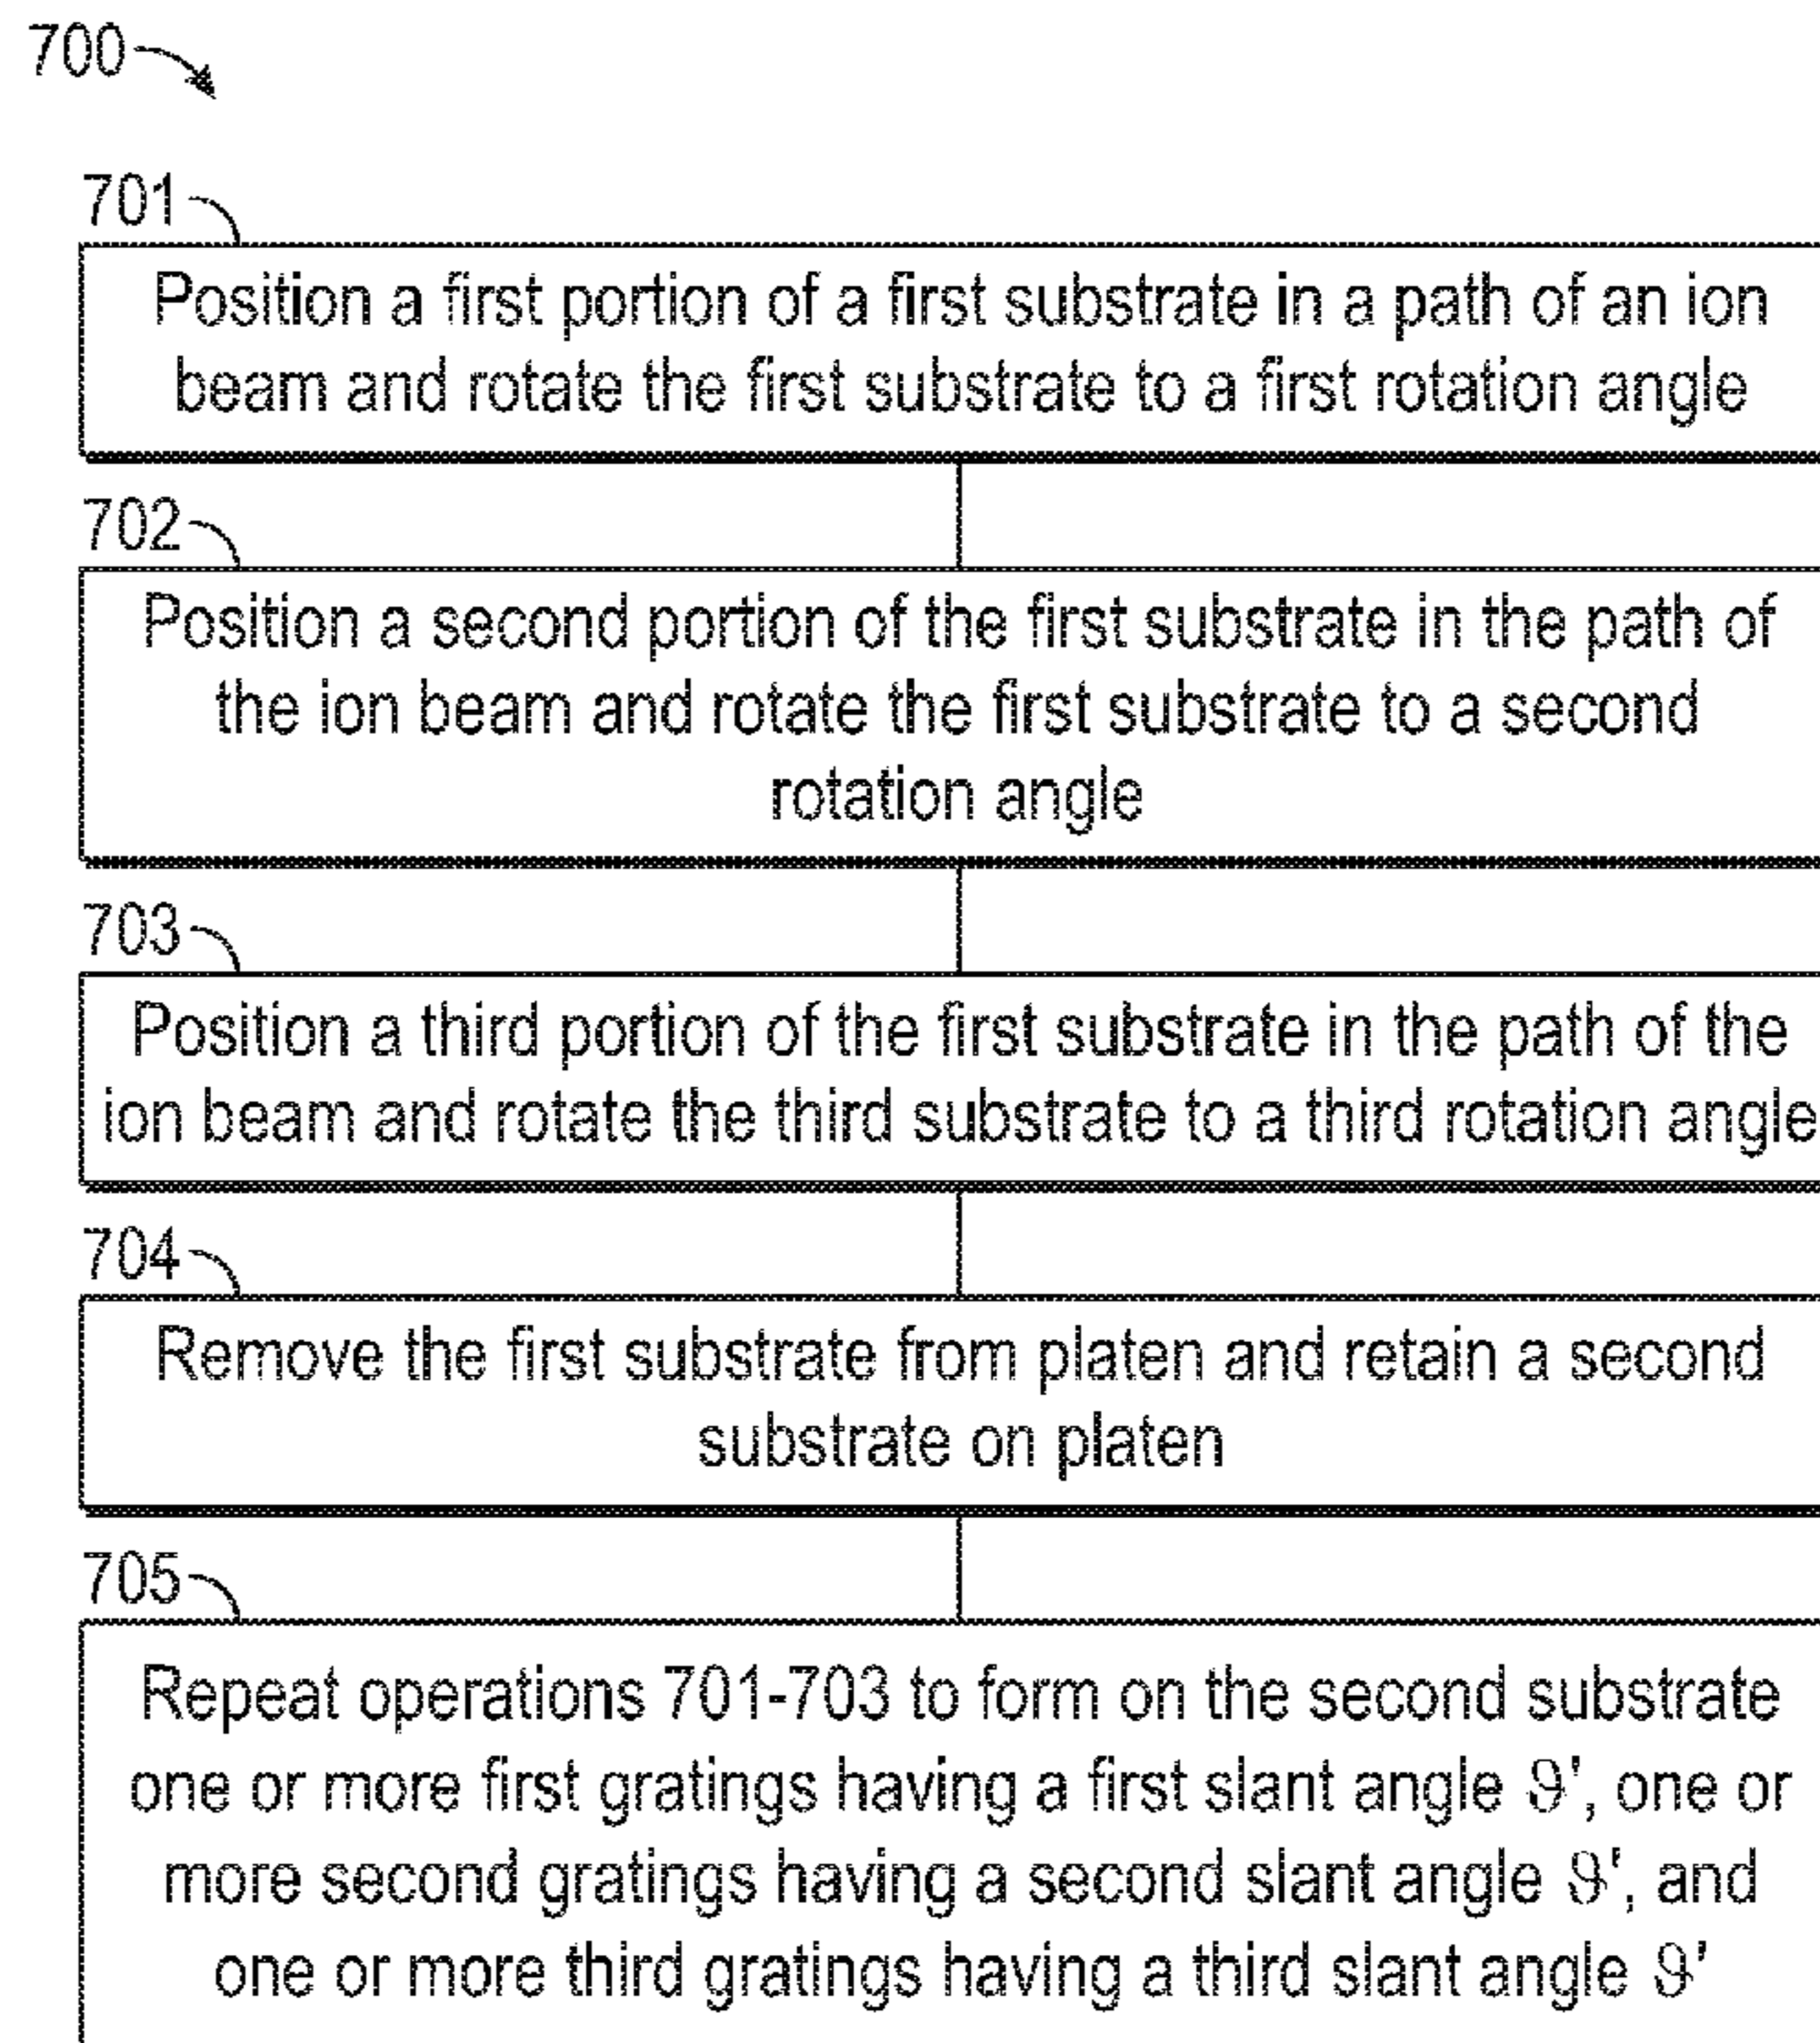 700
701
Position a first portion of a first substrate in a path of an ion
beam and rotate the first substrate to a first rotation angle
702
Position a second portion of the first substrate in the path of
the ion beam and rotate the first substrate to a second
rotation angle
703
Position a third portion of the first substrate in the path of the
ion beam and rotate the third substrate to a third rotation angle
704
Remove the first substrate from platen and retain a second
substrate on platen
705
Repeat operations 701-703 to form on the second substrate
one or more first gratings having a first slant angle ϑ', one or
more second gratings having a second slant angle ϑ', and
one or more third gratings having a third slant angle ϑ'